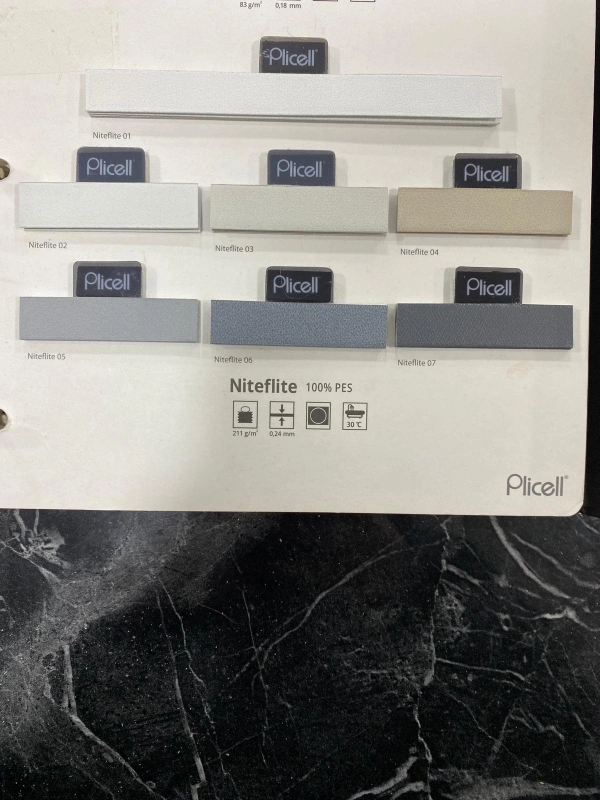 83 g/m² 0,18 mm
Plicell®
Niteflite 01
Plicell Plicell Plicell
Niteflite 02 Niteflite 03 Niteflite 04
Plicell Plicell Plicell
Niteflite 05 Niteflite 06 Niteflite 07
Niteflite 100% PES
30 °C
211 g/m² 0,24 mm
Plicell®